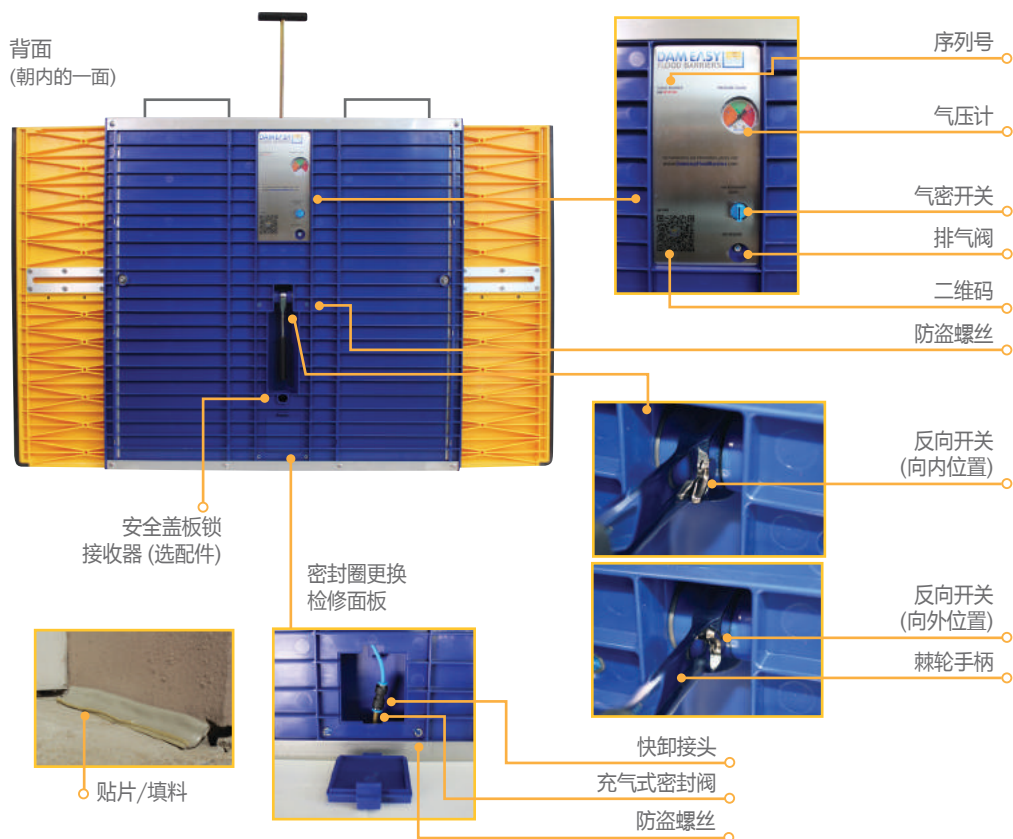 背面
(朝内的一面)
DAM EASY
FLOOD BARRIERS
序列号
气压计
气密开关
排气阀
二维码
防盗螺丝
反向开关
(向内位置)
安全盖板锁
接收器 (选配件)
密封圈更换
检修面板
反向开关
(向外位置)
棘轮手柄
快卸接头
充气式密封阀
防盗螺丝
贴片/填料